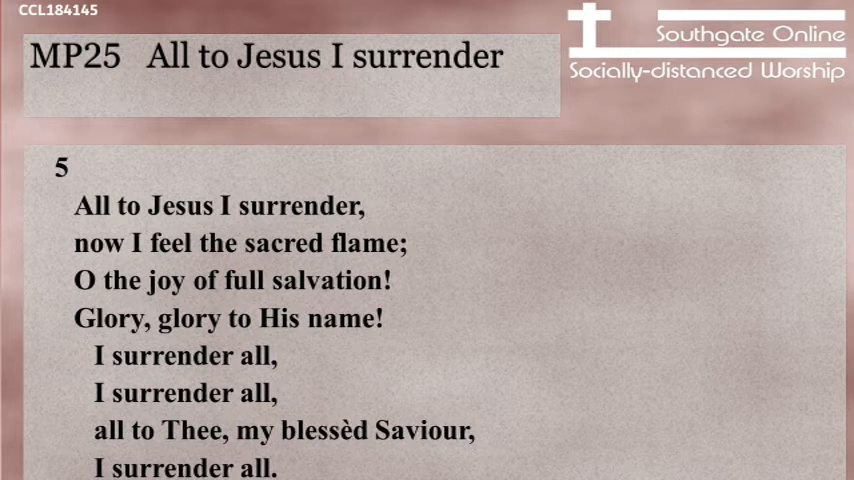 CCL184145
MP25 All to Jesus I surrender
Southgate Online
Socially-distanced Worship
5
All to Jesus I surrender,
now I feel the sacred flame;
O the joy of full salvation!
Glory, glory to His name!
I surrender all,
I surrender all,
all to Thee, my blessèd Saviour,
I surrender all.